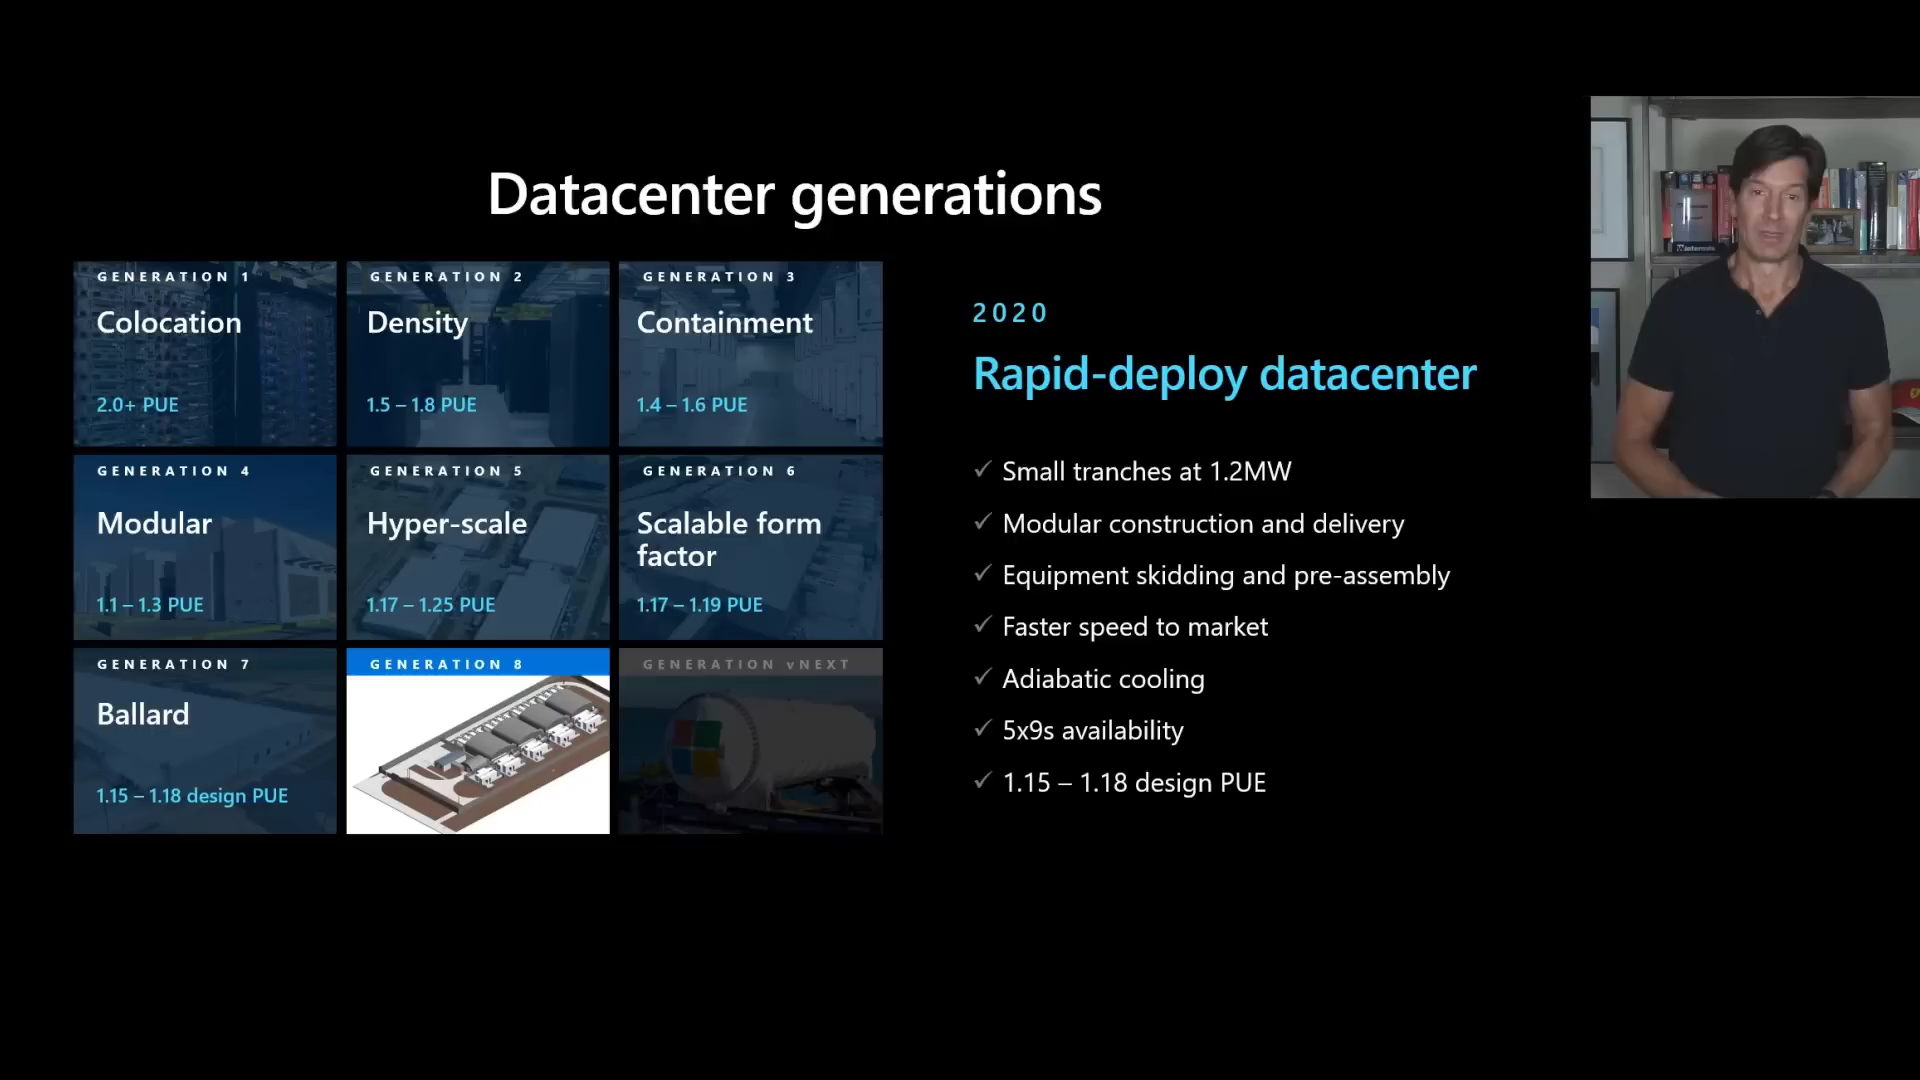 Datacenter generations
GENERATION 1
Colocation
2.0+ PUE
GENERATION 2
Density
1.5 – 1.8 PUE
GENERATION 3
Containment
1.4 – 1.6 PUE
GENERATION 4
Modular
1.1 – 1.3 PUE
GENERATION 5
Hyper-scale
1.17 – 1.25 PUE
GENERATION 6
Scalable form
factor
1.17 – 1.19 PUE
GENERATION 7
Ballard
1.15 – 1.18 design PUE
GENERATION 8
GENERATION vNEXT
2020
Rapid-deploy datacenter
✓ Small tranches at 1.2MW
✓ Modular construction and delivery
✓ Equipment skidding and pre-assembly
✓ Faster speed to market
✓ Adiabatic cooling
✓ 5x9s availability
✓ 1.15 – 1.18 design PUE